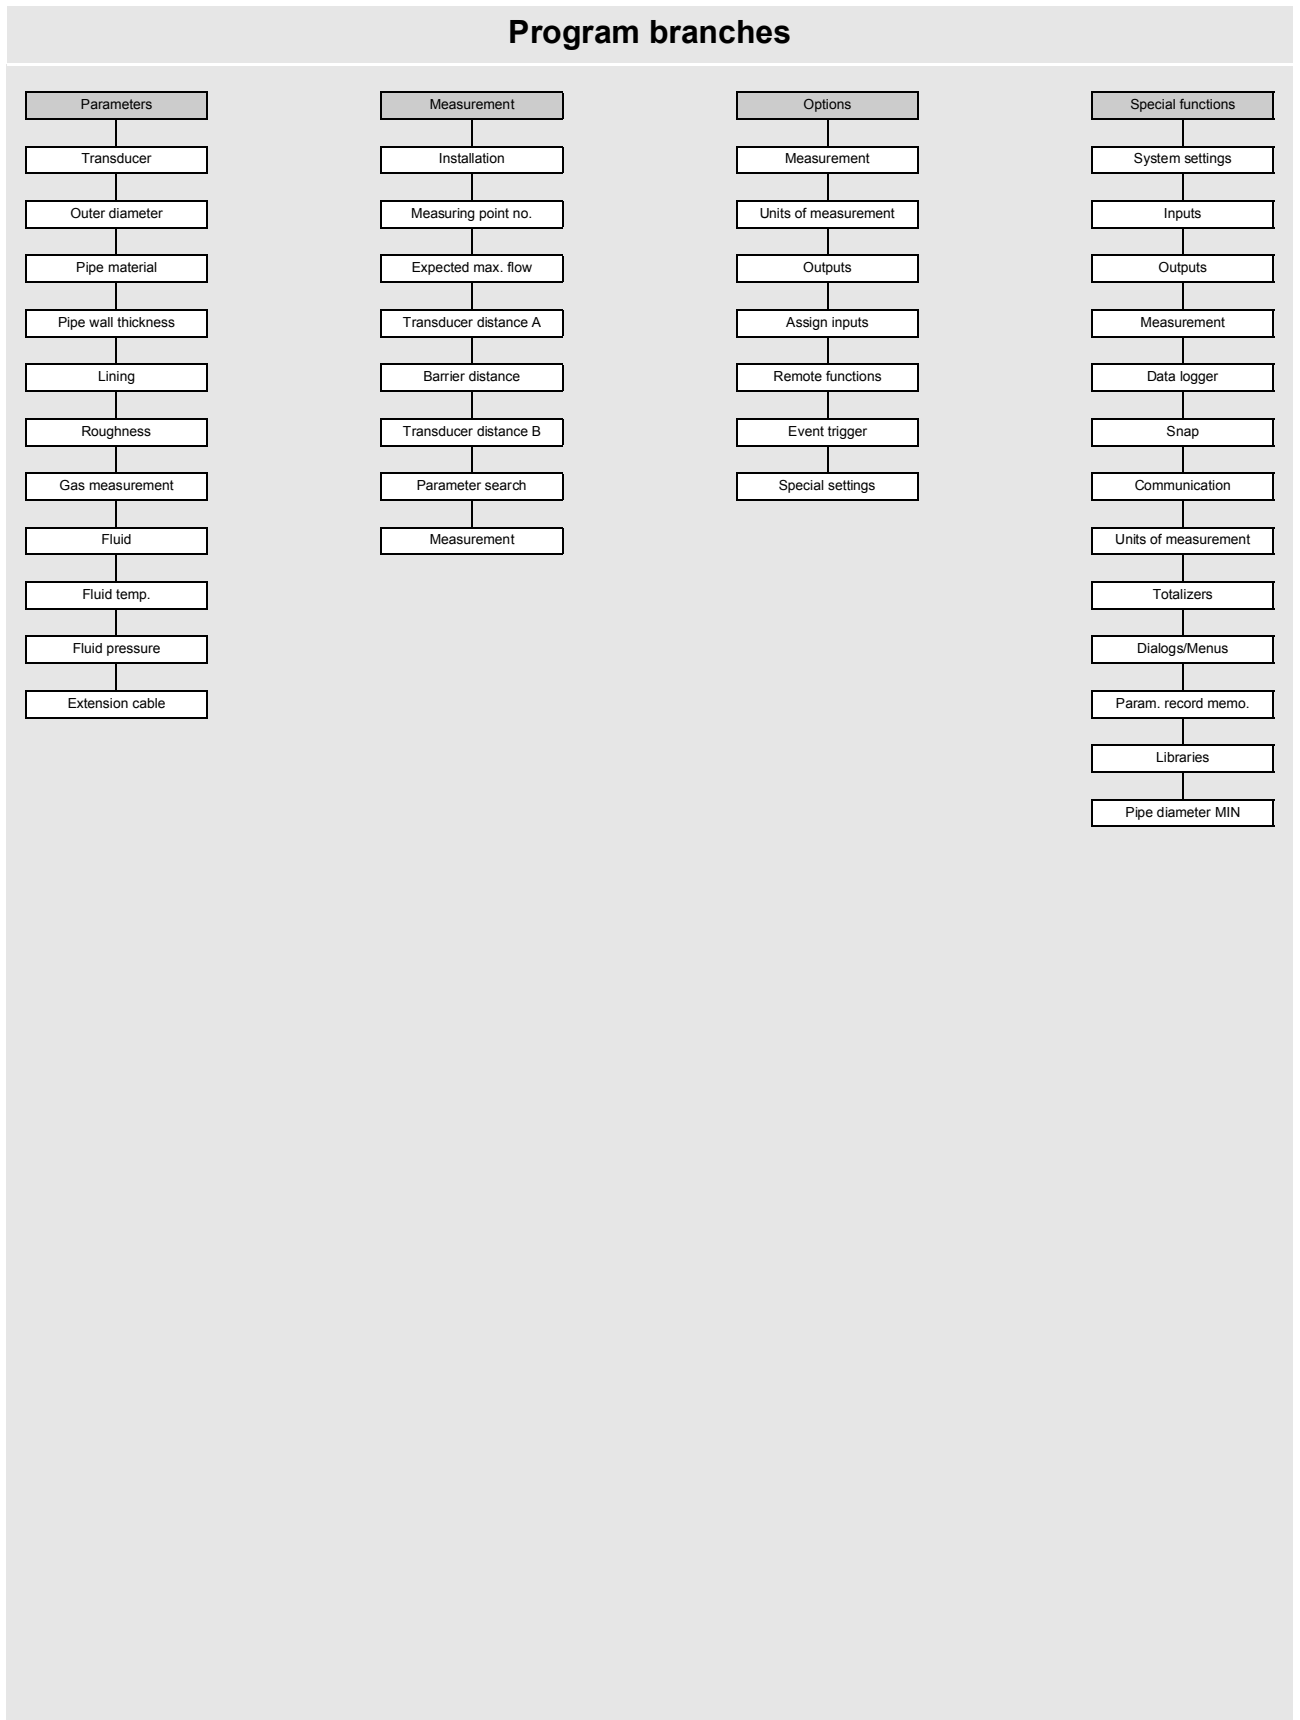 Program branches
Parameters
Transducer
Outer diameter
Pipe material
Pipe wall thickness
Lining
Roughness
Gas measurement
Fluid
Fluid temp.
Fluid pressure
Extension cable
Measurement
Installation
Measuring point no.
Expected max. flow
Transducer distance A
Barrier distance
Transducer distance B
Parameter search
Measurement
Options
Measurement
Units of measurement
Outputs
Assign inputs
Remote functions
Event trigger
Special settings
Special functions
System settings
Inputs
Outputs
Measurement
Data logger
Snap
Communication
Units of measurement
Totalizers
Dialogs/Menus
Param. record memo.
Libraries
Pipe diameter MIN